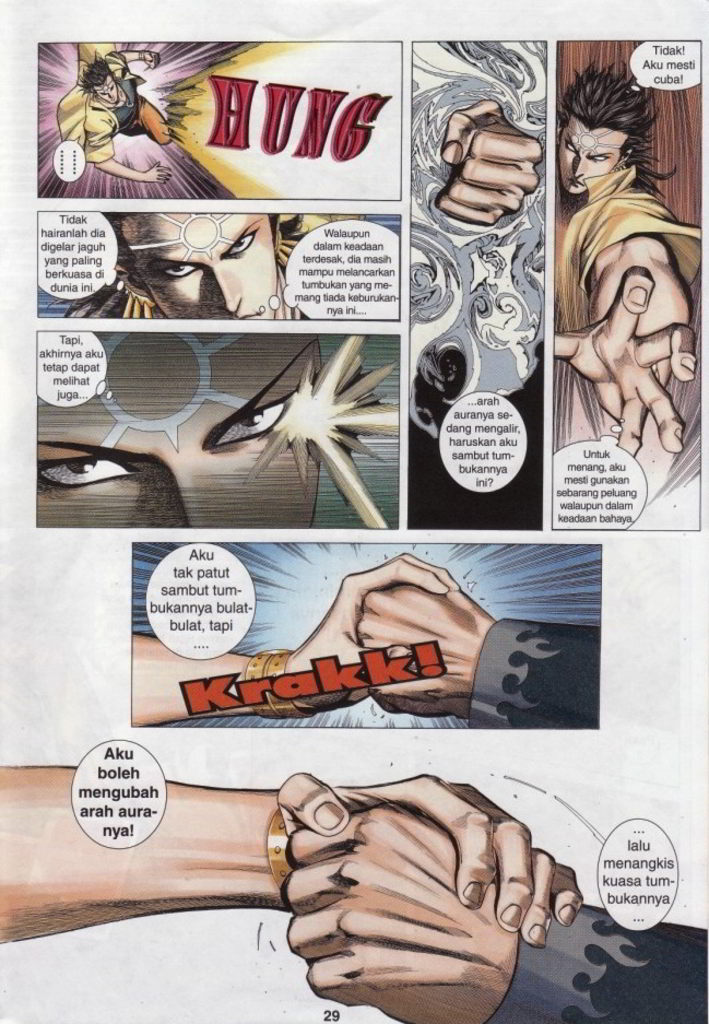 HUNG
Tidak
hairanlah dia
digelar jaguh
yang paling
berkuasa di
dunia ini.
Walaupun
dalam keadaan
terdesak, dia masih
mampu melancarkan
tumbukan yang me-
mang tiada keburukan-
nya ini....
Tapi,
akhirnya aku
tetap dapat
melihat
juga...
...arah
auranya se-
dang mengalir,
haruskan aku
sambut tum-
bukannya
ini?
Tidak!
Aku mesti
cuba!
Untuk
menang, aku
mesti gunakan
sebarang peluang
walaupun dalam
keadaan bahaya.
Aku
tak patut
sambut tum-
bukannya bulat-
bulat, tapi
....
Krakk!
Aku
boleh
mengubah
arah aura-
nya!
...
lalu
menangkis
kuasa tum-
bukannya
...
29